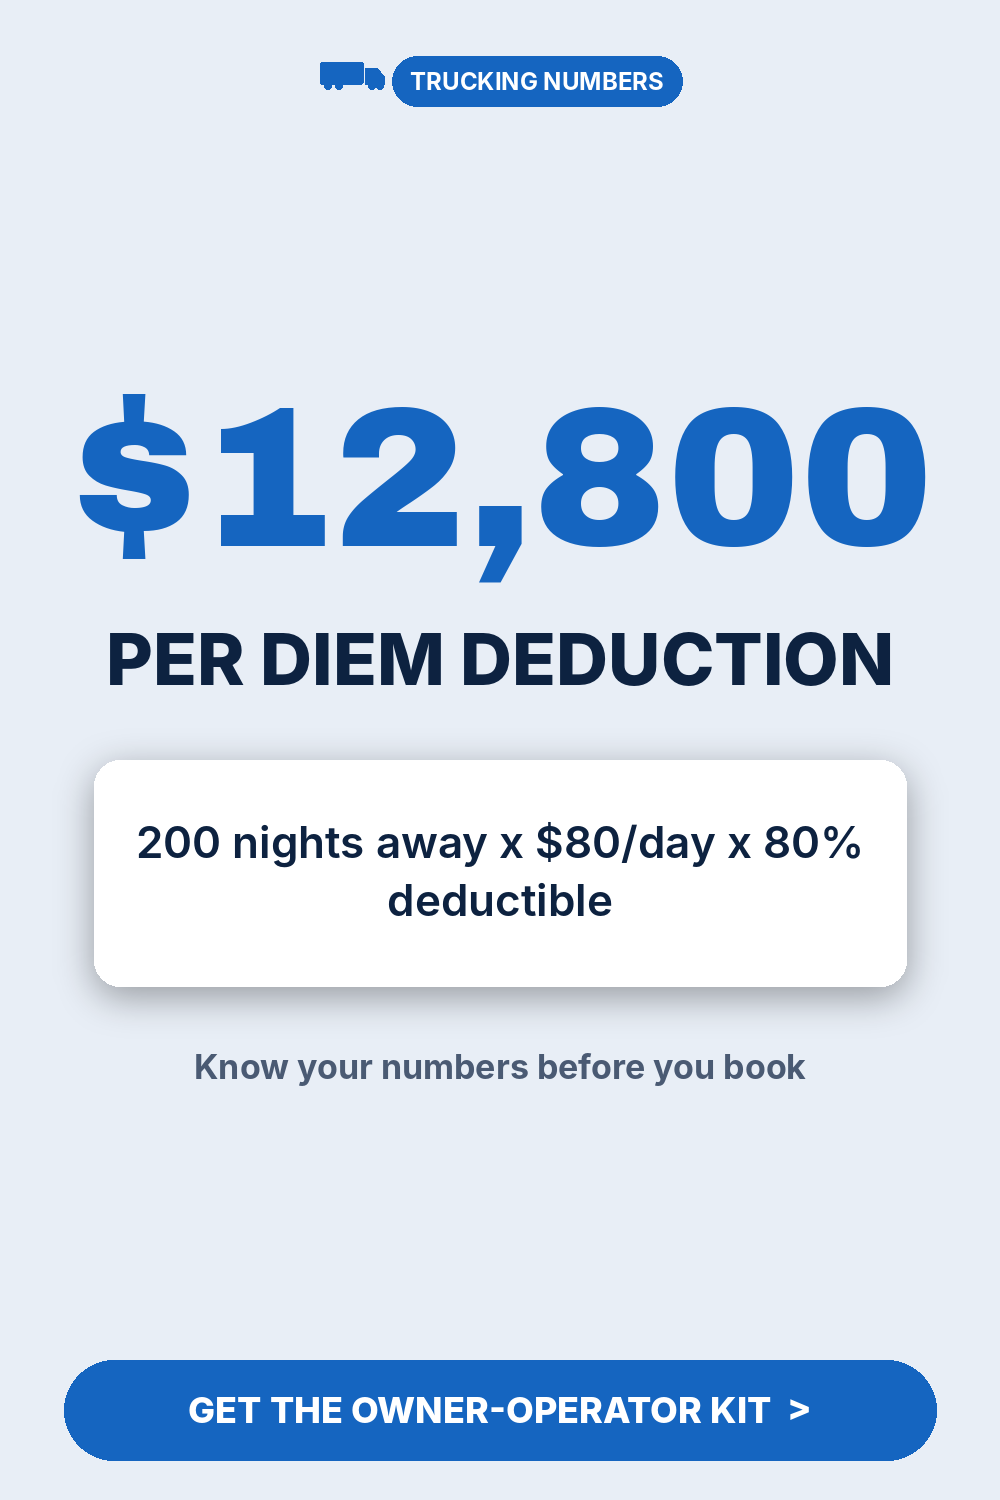 TRUCKING NUMBERS
$12,800
PER DIEM DEDUCTION
200 nights away x $80/day x 80%
deductible
Know your numbers before you book
GET THE OWNER-OPERATOR KIT >